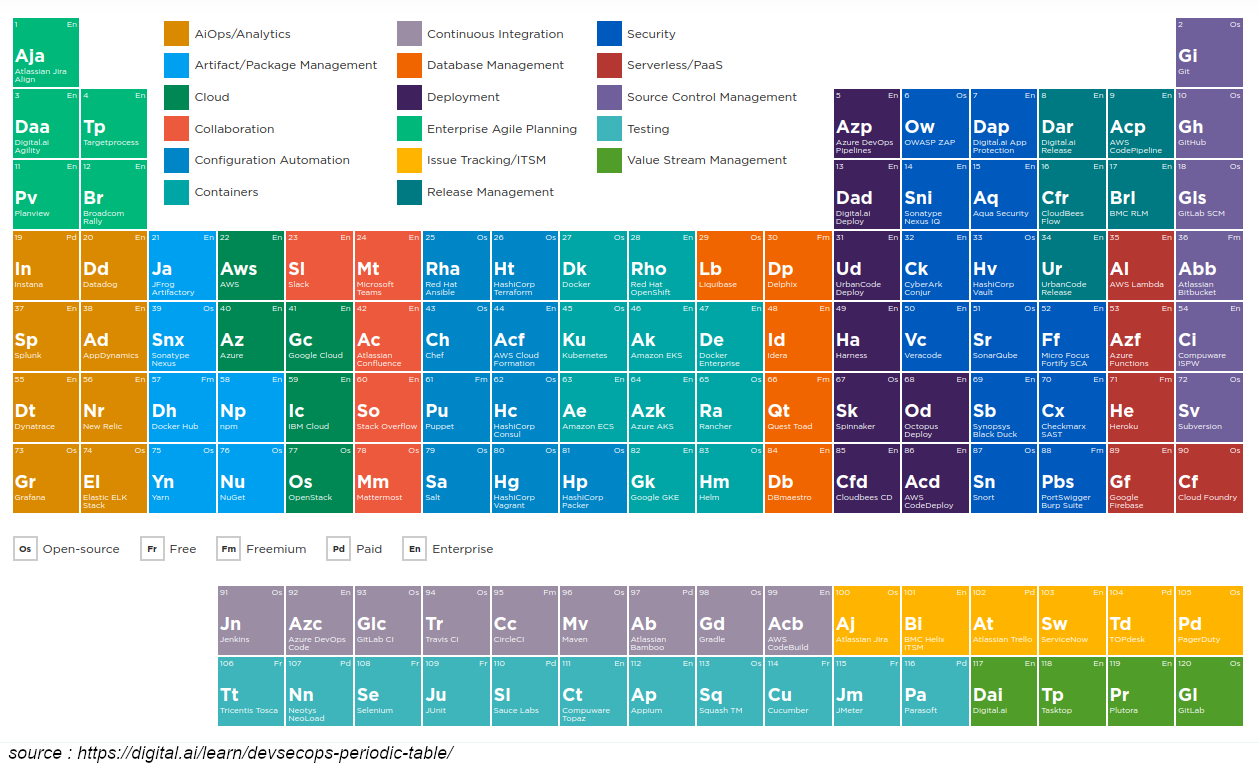 1 En
Aja
Atlassian Jira
Align
AiOps/Analytics
Artifact/Package Management
Cloud
Collaboration
Configuration Automation
Containers
Continuous Integration
Database Management
Deployment
Enterprise Agile Planning
Issue Tracking/ITSM
Release Management
Security
Serverless/PaaS
Source Control Management
Testing
Value Stream Management
2 Os
Gi
Git
3 En
Daa
Digital.ai
Agility
4 En
Tp
Targetprocess
5 En
Azp
Azure DevOps
Pipelines
6 Os
Ow
OWASP ZAP
7 En
Dap
Digital.ai App
Protection
8 En
Dar
Digital.ai
Release
9 En
Acp
AWS
CodePipeline
10 Os
Gh
GitHub
11 En
Pv
Planview
12 En
Br
Broadcom
Rally
13 En
Dad
Digital.ai
Deploy
14 En
Sni
Sonatype
Nexus IQ
15 En
Aq
Aqua Security
16 En
Cfr
CloudBees
Flow
17 En
Brl
BMC RLM
18 Os
Gls
GitLab SCM
19 Pd
In
Instana
20 En
Dd
Datadog
21 En
Ja
JFrog
Artifactory
22 En
Aws
AWS
23 En
Sl
Slack
24 En
Mt
Microsoft
Teams
25 Os
Rha
Red Hat
Ansible
26 Os
Ht
HashiCorp
Terraform
27 Os
Dk
Docker
28 En
Rho
Red Hat
OpenShift
29 Os
Lb
Liquibase
30 Fm
Dp
Delphix
31 En
Ud
UrbanCode
Deploy
32 En
Ck
CyberArk
Conjur
33 Os
Hv
HashiCorp
Vault
34 En
Ur
UrbanCode
Release
35 En
Al
AWS Lambda
36 Fm
Abb
Atlassian
Bitbucket
37 En
Sp
Splunk
38 En
Ad
AppDynamics
39 Os
Snx
Sonatype
Nexus
40 En
Az
Azure
41 En
Gc
Google Cloud
42 En
Ac
Atlassian
Confluence
43 Os
Ch
Chef
44 En
Acf
AWS Cloud
Formation
45 Os
Ku
Kubernetes
46 En
Ak
Amazon EKS
47 En
De
Docker
Enterprise
48 En
Id
Idera
49 En
Ha
Harness
50 En
Vc
Veracode
51 Os
Sr
SonarQube
52 En
Ff
Micro Focus
Fortify SCA
53 En
Azf
Azure
Functions
54 En
Ci
Compuware
ISPW
55 En
Dt
Dynatrace
56 En
Nr
New Relic
57 Fm
Dh
Docker Hub
58 En
Np
npm
59 En
Ic
IBM Cloud
60 En
So
Stack Overflow
61 Fm
Pu
Puppet
62 Os
Hc
HashiCorp
Consul
63 En
Ae
Amazon ECS
64 En
Azk
Azure AKS
65 Os
Ra
Rancher
66 Fm
Qt
Quest Toad
67 Os
Sk
Spinnaker
68 En
Od
Octopus
Deploy
69 En
Sb
Synopsys
Black Duck
70 En
Cx
Checkmarx
SAST
71 Fm
He
Heroku
72 Os
Sv
Subversion
73 Os
Gr
Grafana
74 Os
El
Elastic ELK
Stack
75 Os
Yn
Yarn
76 Os
Nu
NuGet
77 Os
Os
OpenStack
78 Os
Mm
Mattermost
79 Os
Sa
Salt
80 Os
Hg
HashiCorp
Vagrant
81 Os
Hp
HashiCorp
Packer
82 En
Gk
Google GKE
83 Os
Hm
Helm
84 En
Db
DBmaestro
85 En
Cfd
Cloudbees CD
86 En
Acd
AWS
CodeDeploy
87 Os
Sn
Snort
88 Fm
Pbs
PortSwigger
Burp Suite
89 En
Gf
Google
Firebase
90 Os
Cf
Cloud Foundry
Os Open-source Fr Free Fm Freemium Pd Paid En Enterprise
91 Os
Jn
Jenkins
92 En
Azc
Azure DevOps
Code
93 Os
Glc
GitLab CI
94 Os
Tr
Travis CI
95 Fm
Cc
CircleCI
96 Os
Mv
Maven
97 Pd
Ab
Atlassian
Bamboo
98 Os
Gd
Gradle
99 En
Acb
AWS
CodeBuild
100 Os
Aj
Atlassian Jira
101 En
Bi
BMC Helix
ITSM
102 Pd
At
Atlassian Trello
103 En
Sw
ServiceNow
104 Pd
Td
TOPdesk
105 Os
Pd
PagerDuty
106 Fr
Tt
Tricentis Tosca
107 Pd
Nn
Neotys
NeoLoad
108 Fr
Se
Selenium
109 Fr
Ju
JUnit
110 Pd
Sl
Sauce Labs
111 En
Ct
Compuware
Topaz
112 En
Ap
Appium
113 Os
Sq
Squash TM
114 Fr
Cu
Cucumber
115 Fr
Jm
JMeter
116 Pd
Pa
Parasoft
117 En
Dai
Digital.ai
118 En
Tp
Tasktop
119 En
Pr
Plutora
120 Os
Gl
GitLab
source : https://digital.ai/learn/devsecops-periodic-table/